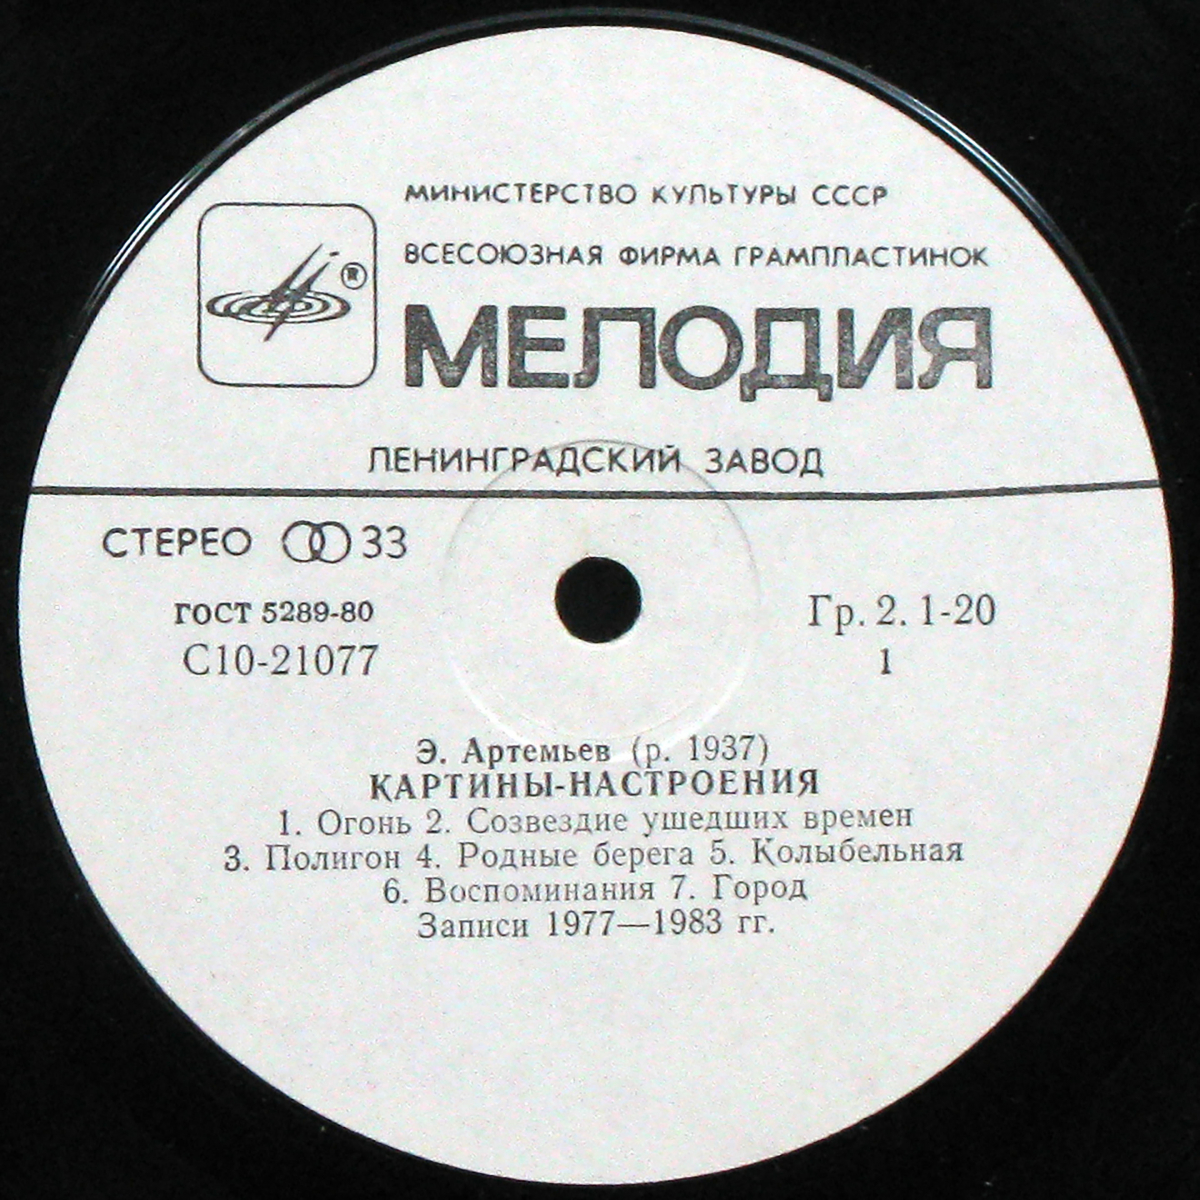 МИНИСТЕРСТВО КУЛЬТУРЫ СССР
ВСЕСОЮЗНАЯ ФИРМА ГРАМПЛАСТИНОК
®
МЕЛОДИЯ
ЛЕНИНГРАДСКИЙ ЗАВОД
СТЕРЕО 33
ГОСТ 5289-80
С10-21077
Гр. 2. 1-20
1
Э. Артемьев (р. 1937)
КАРТИНЫ-НАСТРОЕНИЯ
1. Огонь 2. Созвездие ушедших времен
3. Полигон 4. Родные берега 5. Колыбельная
6. Воспоминания 7. Город
Записи 1977—1983 гг.